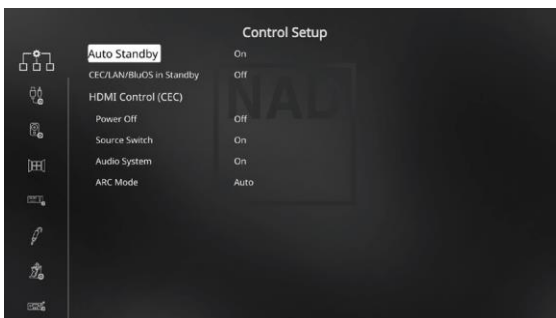 Control Setup
Auto Standby On
CEC/LAN/BluOS in Standby Off
HDMI Control (CEC)
NAD
Power Off Off
Source Switch On
Audio System On
ARC Mode Auto